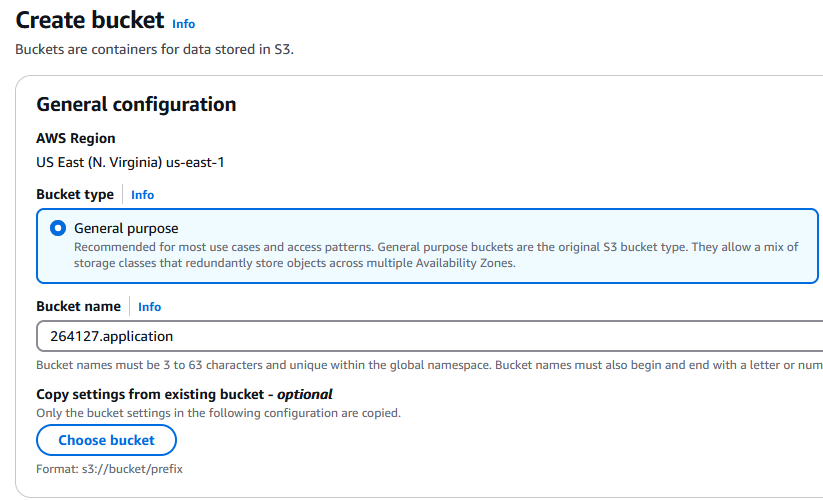 Create bucket Info
Buckets are containers for data stored in S3.
General configuration
AWS Region
US East (N. Virginia) us-east-1
Bucket type Info
General purpose
Recommended for most use cases and access patterns. General purpose buckets are the original S3 bucket type. They allow a mix of
storage classes that redundantly store objects across multiple Availability Zones.
Bucket name Info
264127.application
Bucket names must be 3 to 63 characters and unique within the global namespace. Bucket names must also begin and end with a letter or num
Copy settings from existing bucket - optional
Only the bucket settings in the following configuration are copied.
Choose bucket
Format: s3://bucket/prefix